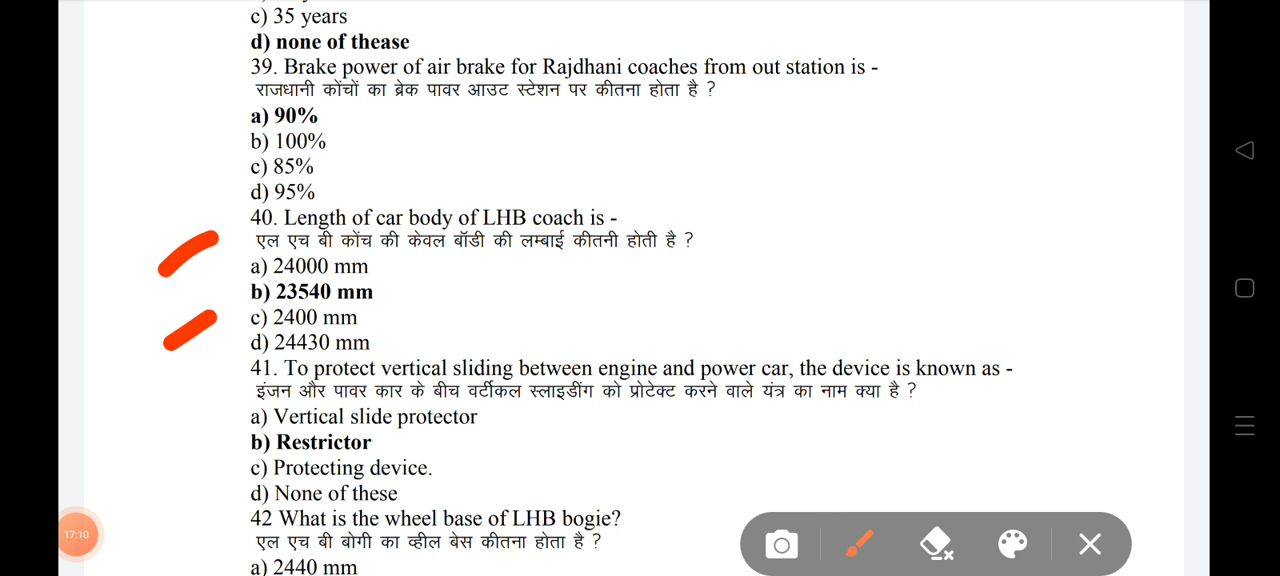 c) 35 years
d) none of thease
39. Brake power of air brake for Rajdhani coaches from out station is -
राजधानी कोंचों का ब्रेक पावर आउट स्टेशन पर कीतना होता है ?
a) 90%
b) 100%
c) 85%
d) 95%
40. Length of car body of LHB coach is -
एल एच बी कोंच की केवल बॉडी की लम्बाई कीतनी होती है ?
a) 24000 mm
b) 23540 mm
c) 2400 mm
d) 24430 mm
41. To protect vertical sliding between engine and power car, the device is known as -
इंजन और पावर कार के बीच वर्टीकल स्लाइडींग को प्रोटेक्ट करने वाले यंत्र का नाम क्या है ?
a) Vertical slide protector
b) Restrictor
c) Protecting device.
d) None of these
42 What is the wheel base of LHB bogie?
एल एच बी बोगी का व्हील बेस कीतना होता है ?
a) 2440 mm
17:10